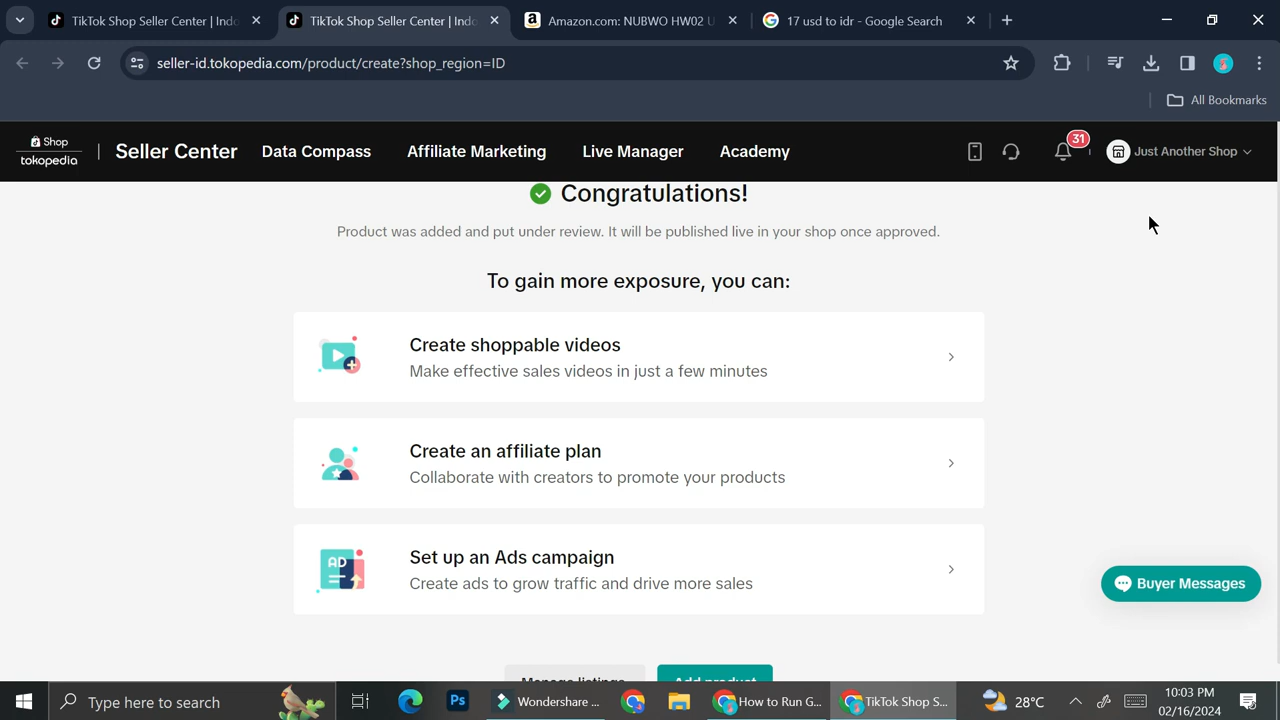 TikTok Shop Seller Center | Indo
TikTok Shop Seller Center | Indo
Amazon.com: NUBWO HW02 U
17 usd to idr - Google Search
seller-id.tokopedia.com/product/create?shop_region=ID
All Bookmarks
Shop
tokopedia
Seller Center
Data Compass
Affiliate Marketing
Live Manager
Academy
31
Just Another Shop
Congratulations!
Product was added and put under review. It will be published live in your shop once approved.
To gain more exposure, you can:
Create shoppable videos
Make effective sales videos in just a few minutes
Create an affiliate plan
Collaborate with creators to promote your products
AD
Set up an Ads campaign
Create ads to grow traffic and drive more sales
Buyer Messages
Manage listings
Add product
Type here to search
Ps
Wondershare ...
How to Run G...
TikTok Shop S...
28°C
10:03 PM
02/16/2024